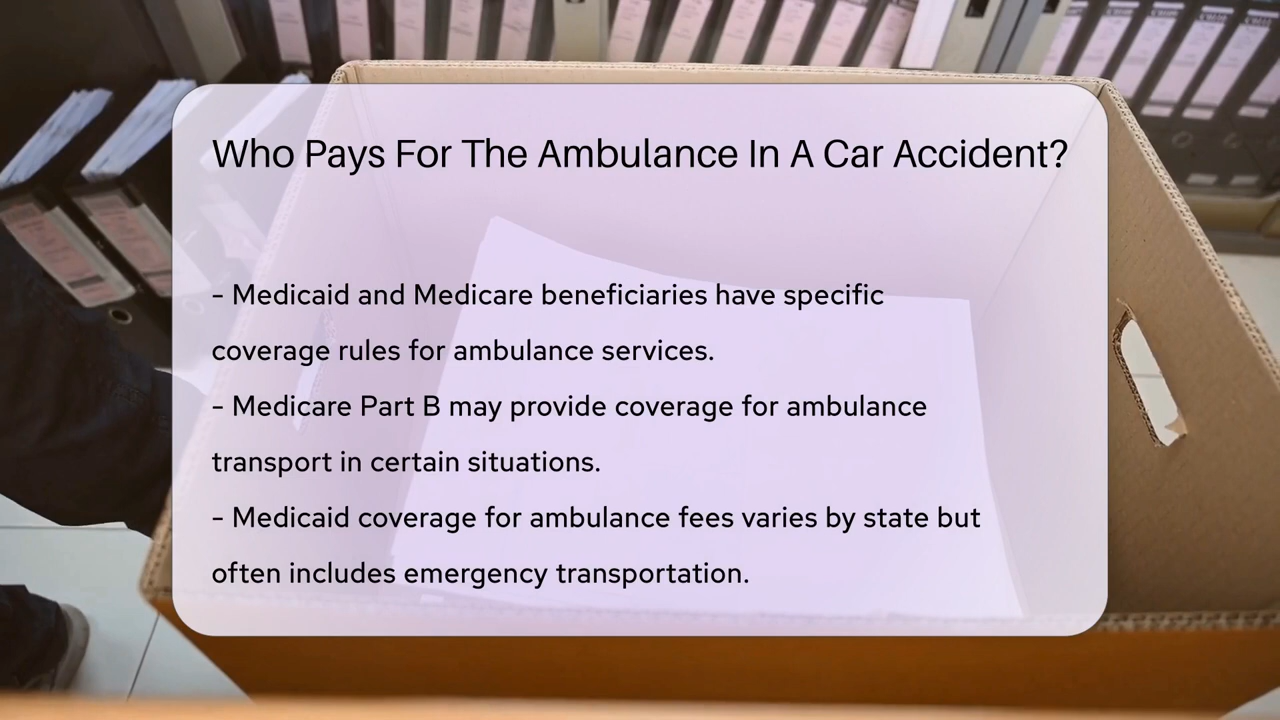 Who Pays For The Ambulance In A Car Accident?
- Medicaid and Medicare beneficiaries have specific
coverage rules for ambulance services.
- Medicare Part B may provide coverage for ambulance
transport in certain situations.
- Medicaid coverage for ambulance fees varies by state but
often includes emergency transportation.